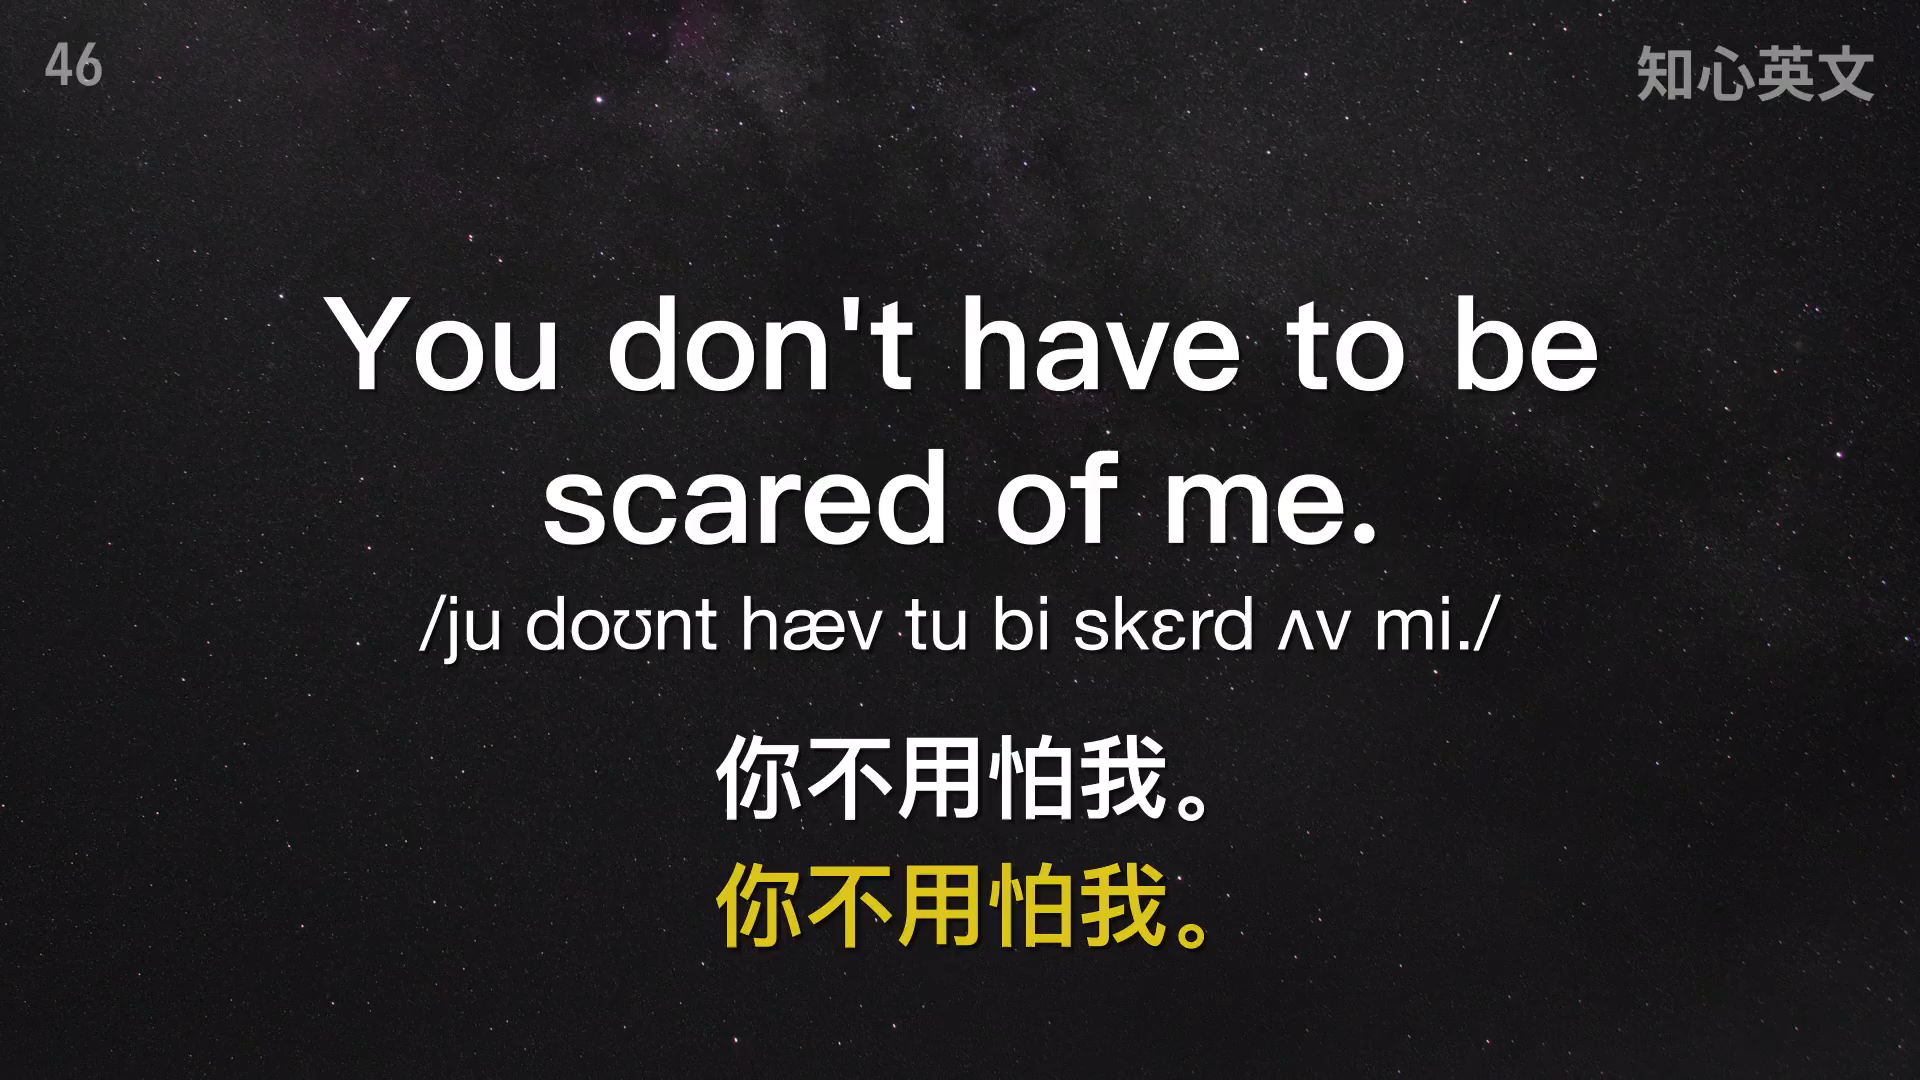 46
知心英文
You don't have to be
scared of me.
/ju doʊnt hæv tu bi skɛrd ʌv mi./
你不用怕我。
你不用怕我。